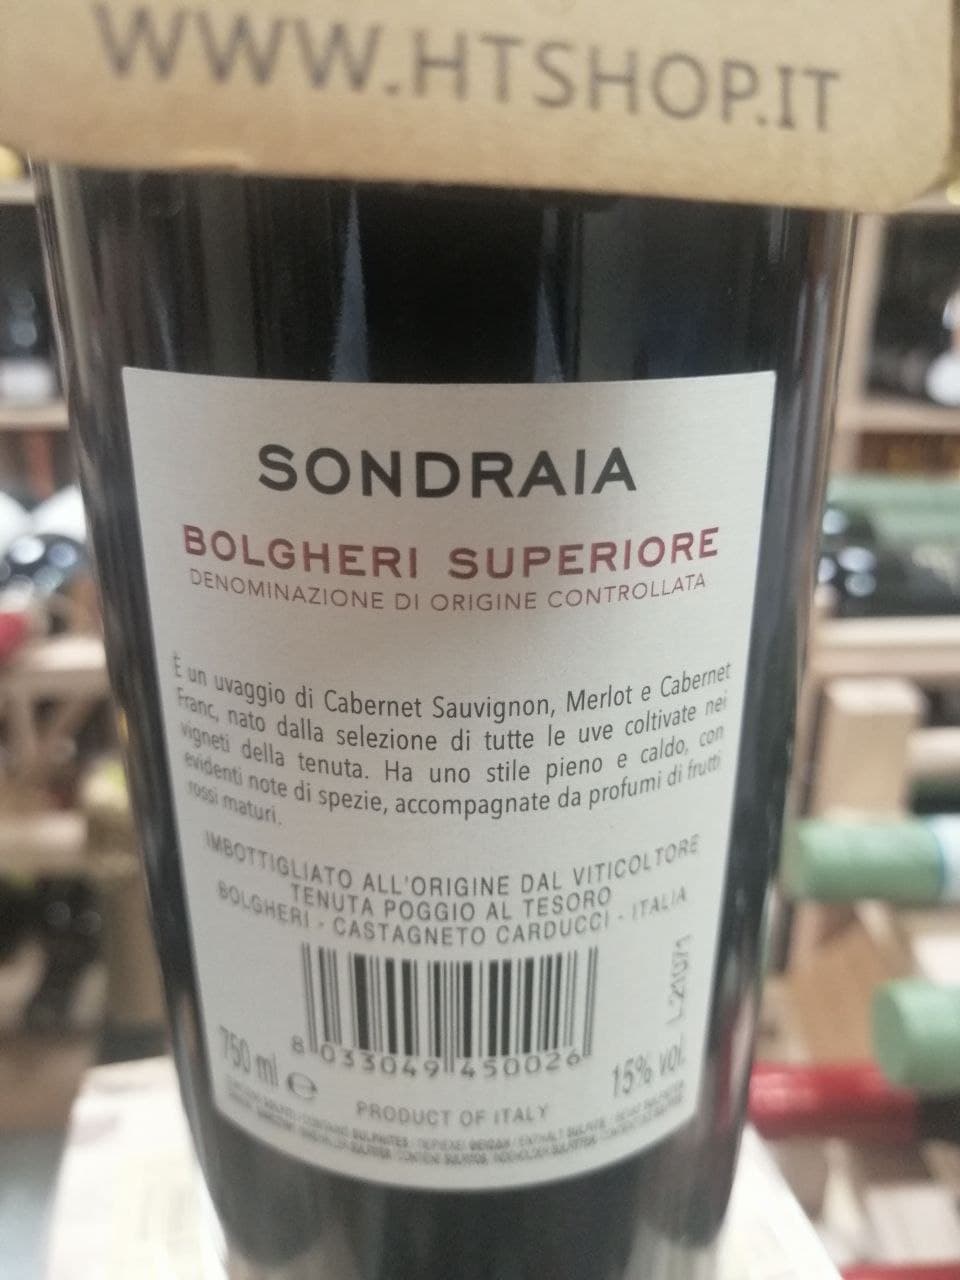 WWW.HTSHOP.IT
SONDRAIA
BOLGHERI SUPERIORE
DENOMINAZIONE DI ORIGINE CONTROLLATA
È un uvaggio di Cabernet Sauvignon, Merlot e Cabernet
Franc, nato dalla selezione di tutte le uve coltivate nei
vigneti della tenuta. Ha uno stile pieno e caldo, con
evidenti note di spezie, accompagnate da profumi di frutti
rossi maturi.
IMBOTTIGLIATO ALL'ORIGINE DAL VITICOLTORE
TENUTA POGGIO AL TESORO
BOLGHERI - CASTAGNETO CARDUCCI - ITALIA
L-21071
8 033049 450026
750 ml e
15% vol.
PRODUCT OF ITALY